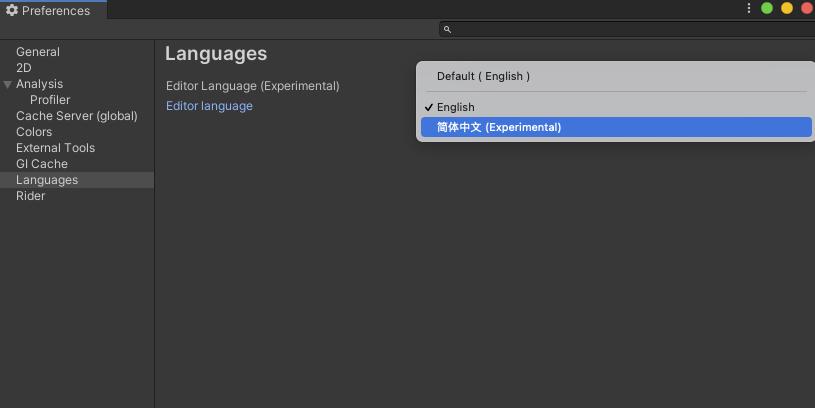 Preferences
General
2D
Analysis
Profiler
Cache Server (global)
Colors
External Tools
GI Cache
Languages
Rider
Languages
Editor Language (Experimental)
Editor language
Default ( English )
English
简体中文 (Experimental)